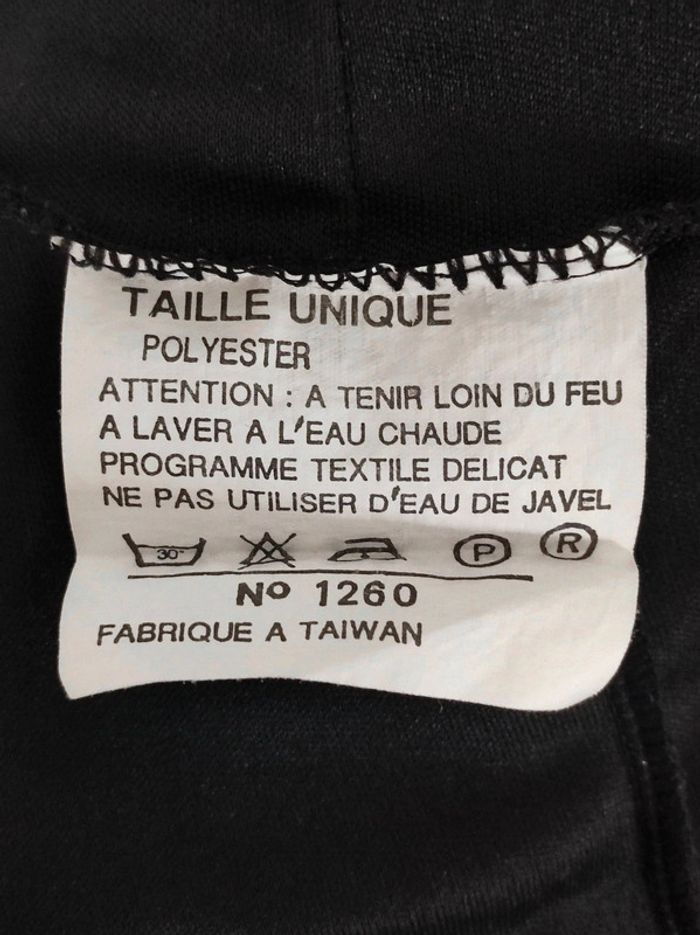 TAILLE UNIQUE
POLYESTER
ATTENTION : A TENIR LOIN DU FEU
A LAVER A L'EAU CHAUDE
PROGRAMME TEXTILE DELICAT
NE PAS UTILISER D'EAU DE JAVEL
30° P R
Nº 1260
FABRIQUE A TAIWAN